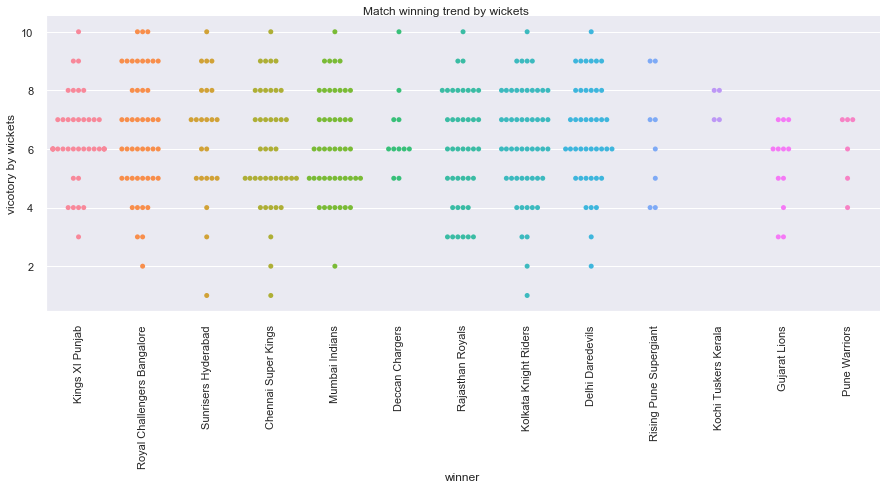 Match winning trend by wickets
vicotory by wickets
10
8
6
4
2
Kings XI Punjab
Royal Challengers Bangalore
Sunrisers Hyderabad
Chennai Super Kings
Mumbai Indians
Deccan Chargers
Rajasthan Royals
Kolkata Knight Riders
Delhi Daredevils
Rising Pune Supergiant
Kochi Tuskers Kerala
Gujarat Lions
Pune Warriors
winner